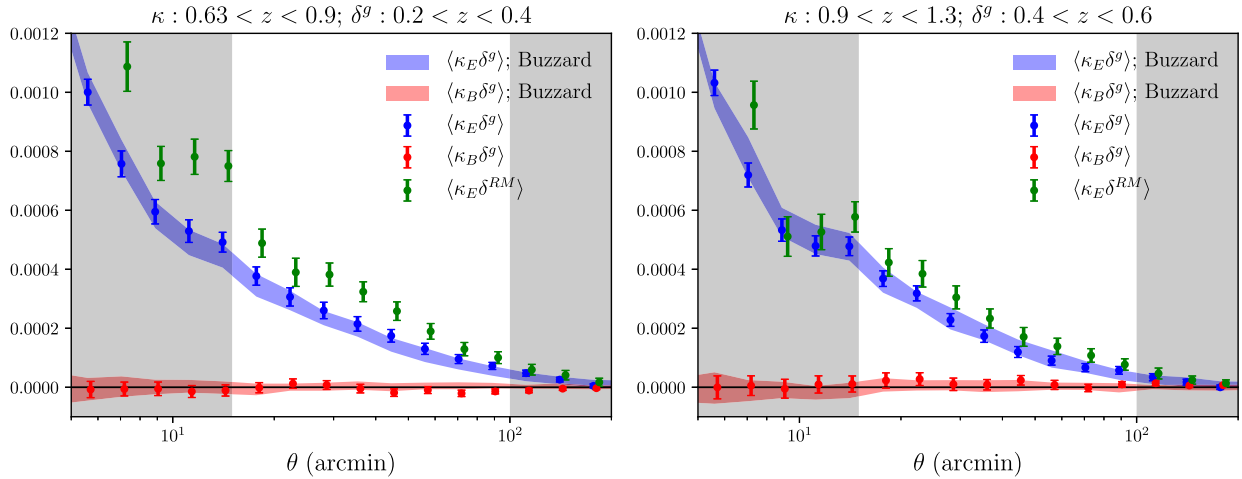 κ : 0.63 < z < 0.9; δ^g : 0.2 < z < 0.4
0.0012
0.0010
0.0008
0.0006
0.0004
0.0002
0.0000
⟨κ_E δ^g⟩; Buzzard
⟨κ_B δ^g⟩; Buzzard
⟨κ_E δ^g⟩
⟨κ_B δ^g⟩
⟨κ_E δ^{RM}⟩
10^1
10^2
θ (arcmin)
κ : 0.9 < z < 1.3; δ^g : 0.4 < z < 0.6
0.0012
0.0010
0.0008
0.0006
0.0004
0.0002
0.0000
⟨κ_E δ^g⟩; Buzzard
⟨κ_B δ^g⟩; Buzzard
⟨κ_E δ^g⟩
⟨κ_B δ^g⟩
⟨κ_E δ^{RM}⟩
10^1
10^2
θ (arcmin)